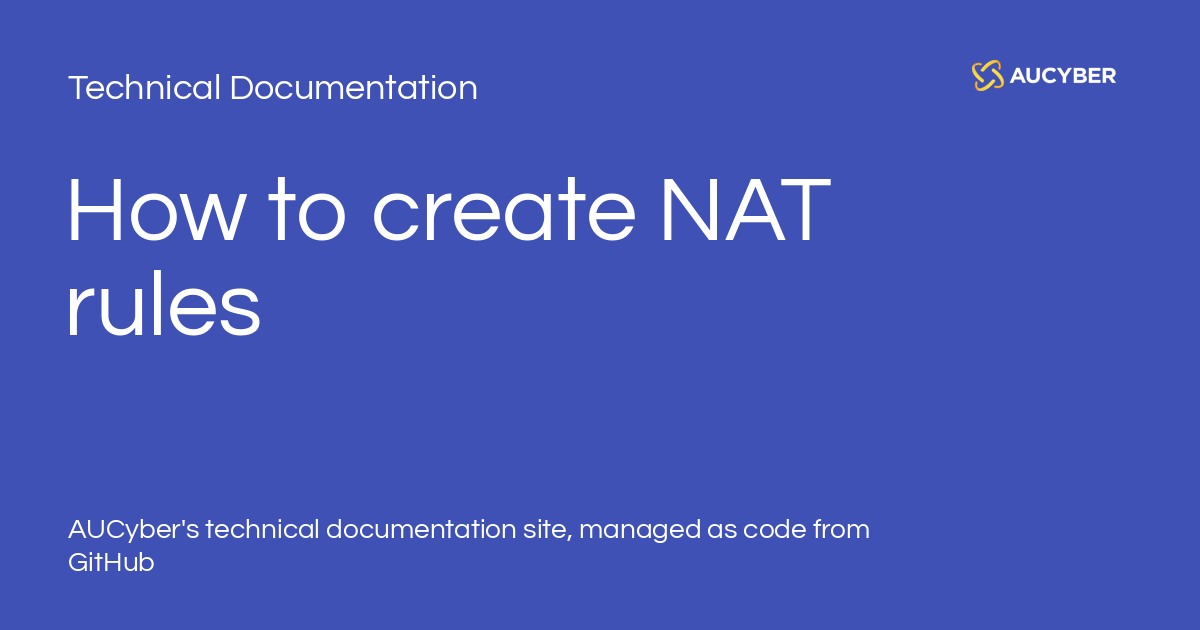 Technical Documentation
AUCYBER
How to create NAT
rules
AUCyber's technical documentation site, managed as code from
GitHub